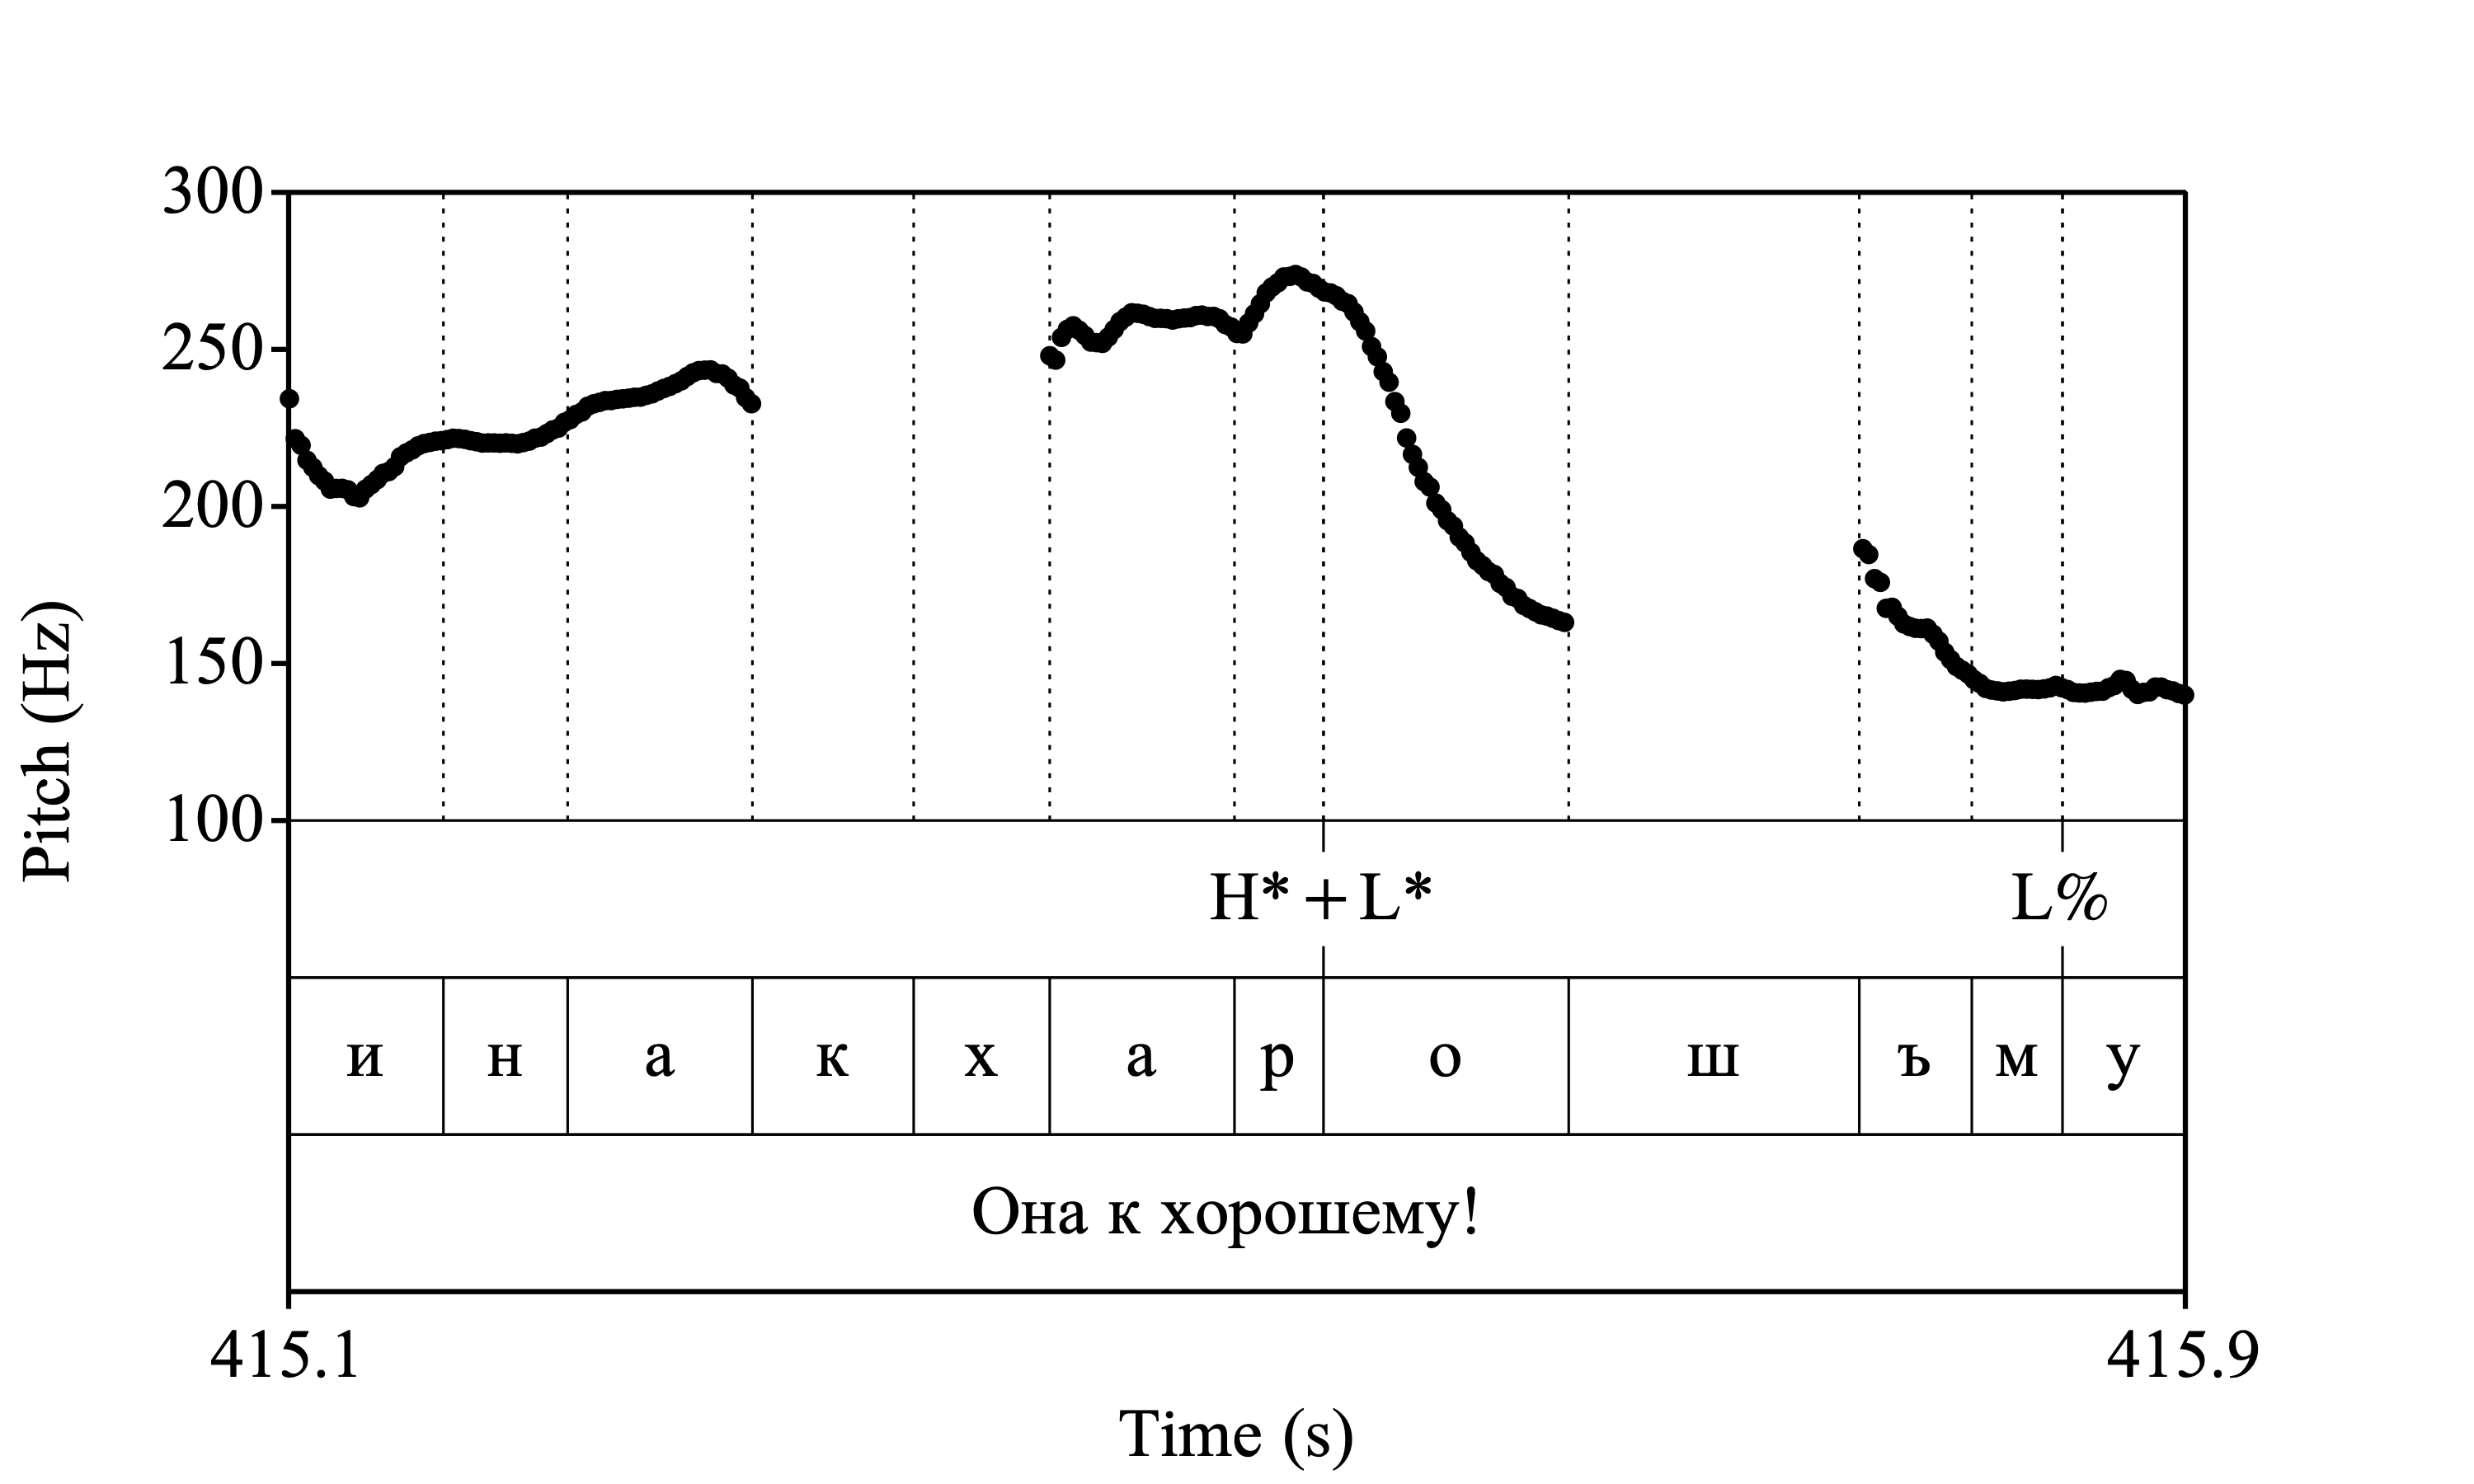 300
250
200
150
100
Pitch (Hz)
H*+L* L%
и н а к х а р о ш ъ м у
Она к хорошему!
415.1 415.9
Time (s)